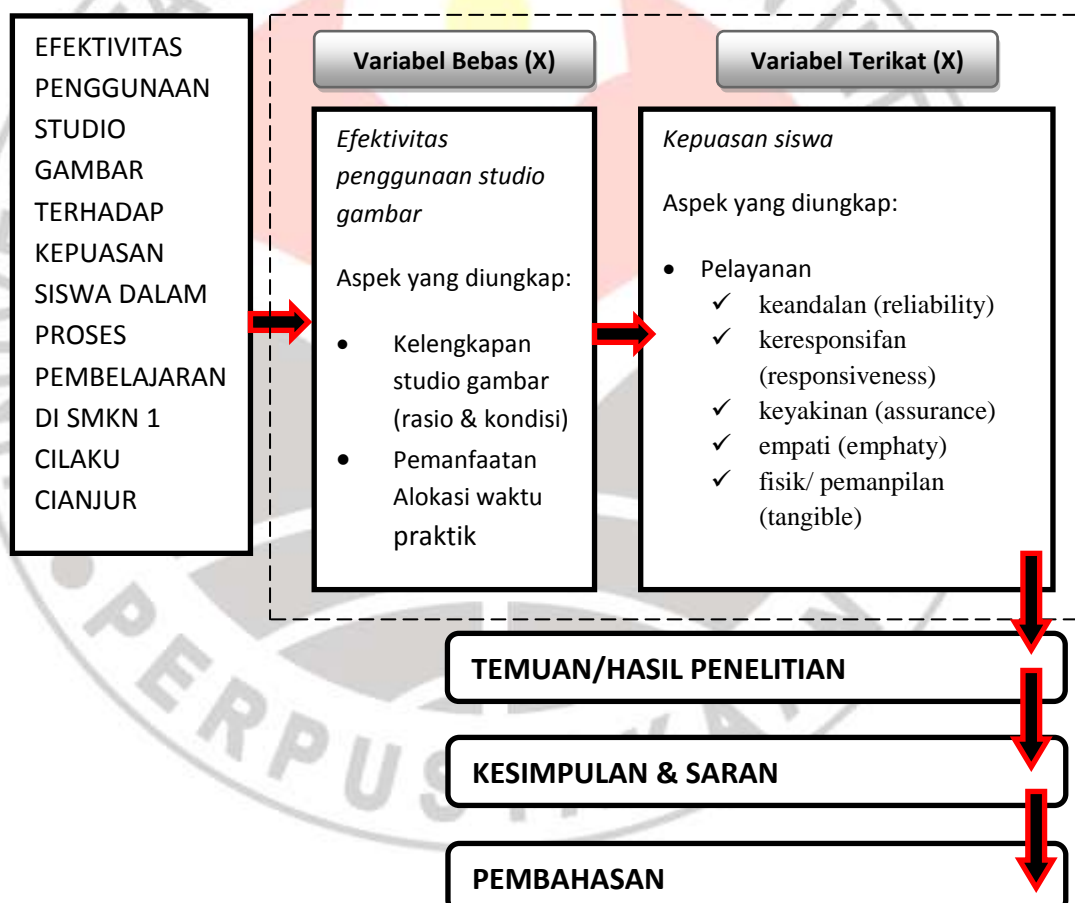 EFEKTIVITAS
PENGGUNAAN
STUDIO
GAMBAR
TERHADAP
KEPUASAN
SISWA DALAM
PROSES
PEMBELAJARAN
DI SMKN 1
CILAKU
CIANJUR
Variabel Bebas (X)
Efektivitas
penggunaan studio
gambar
Aspek yang diungkap:
• Kelengkapan
studio gambar
(rasio & kondisi)
• Pemanfaatan
Alokasi waktu
praktik
Variabel Terikat (X)
Kepuasan siswa
Aspek yang diungkap:
• Pelayanan
✓ keandalan (reliability)
✓ keresponsifan
(responsiveness)
✓ keyakinan (assurance)
✓ empati (emphaty)
✓ fisik/ pemanpilan
(tangible)
TEMUAN/HASIL PENELITIAN
KESIMPULAN & SARAN
PEMBAHASAN